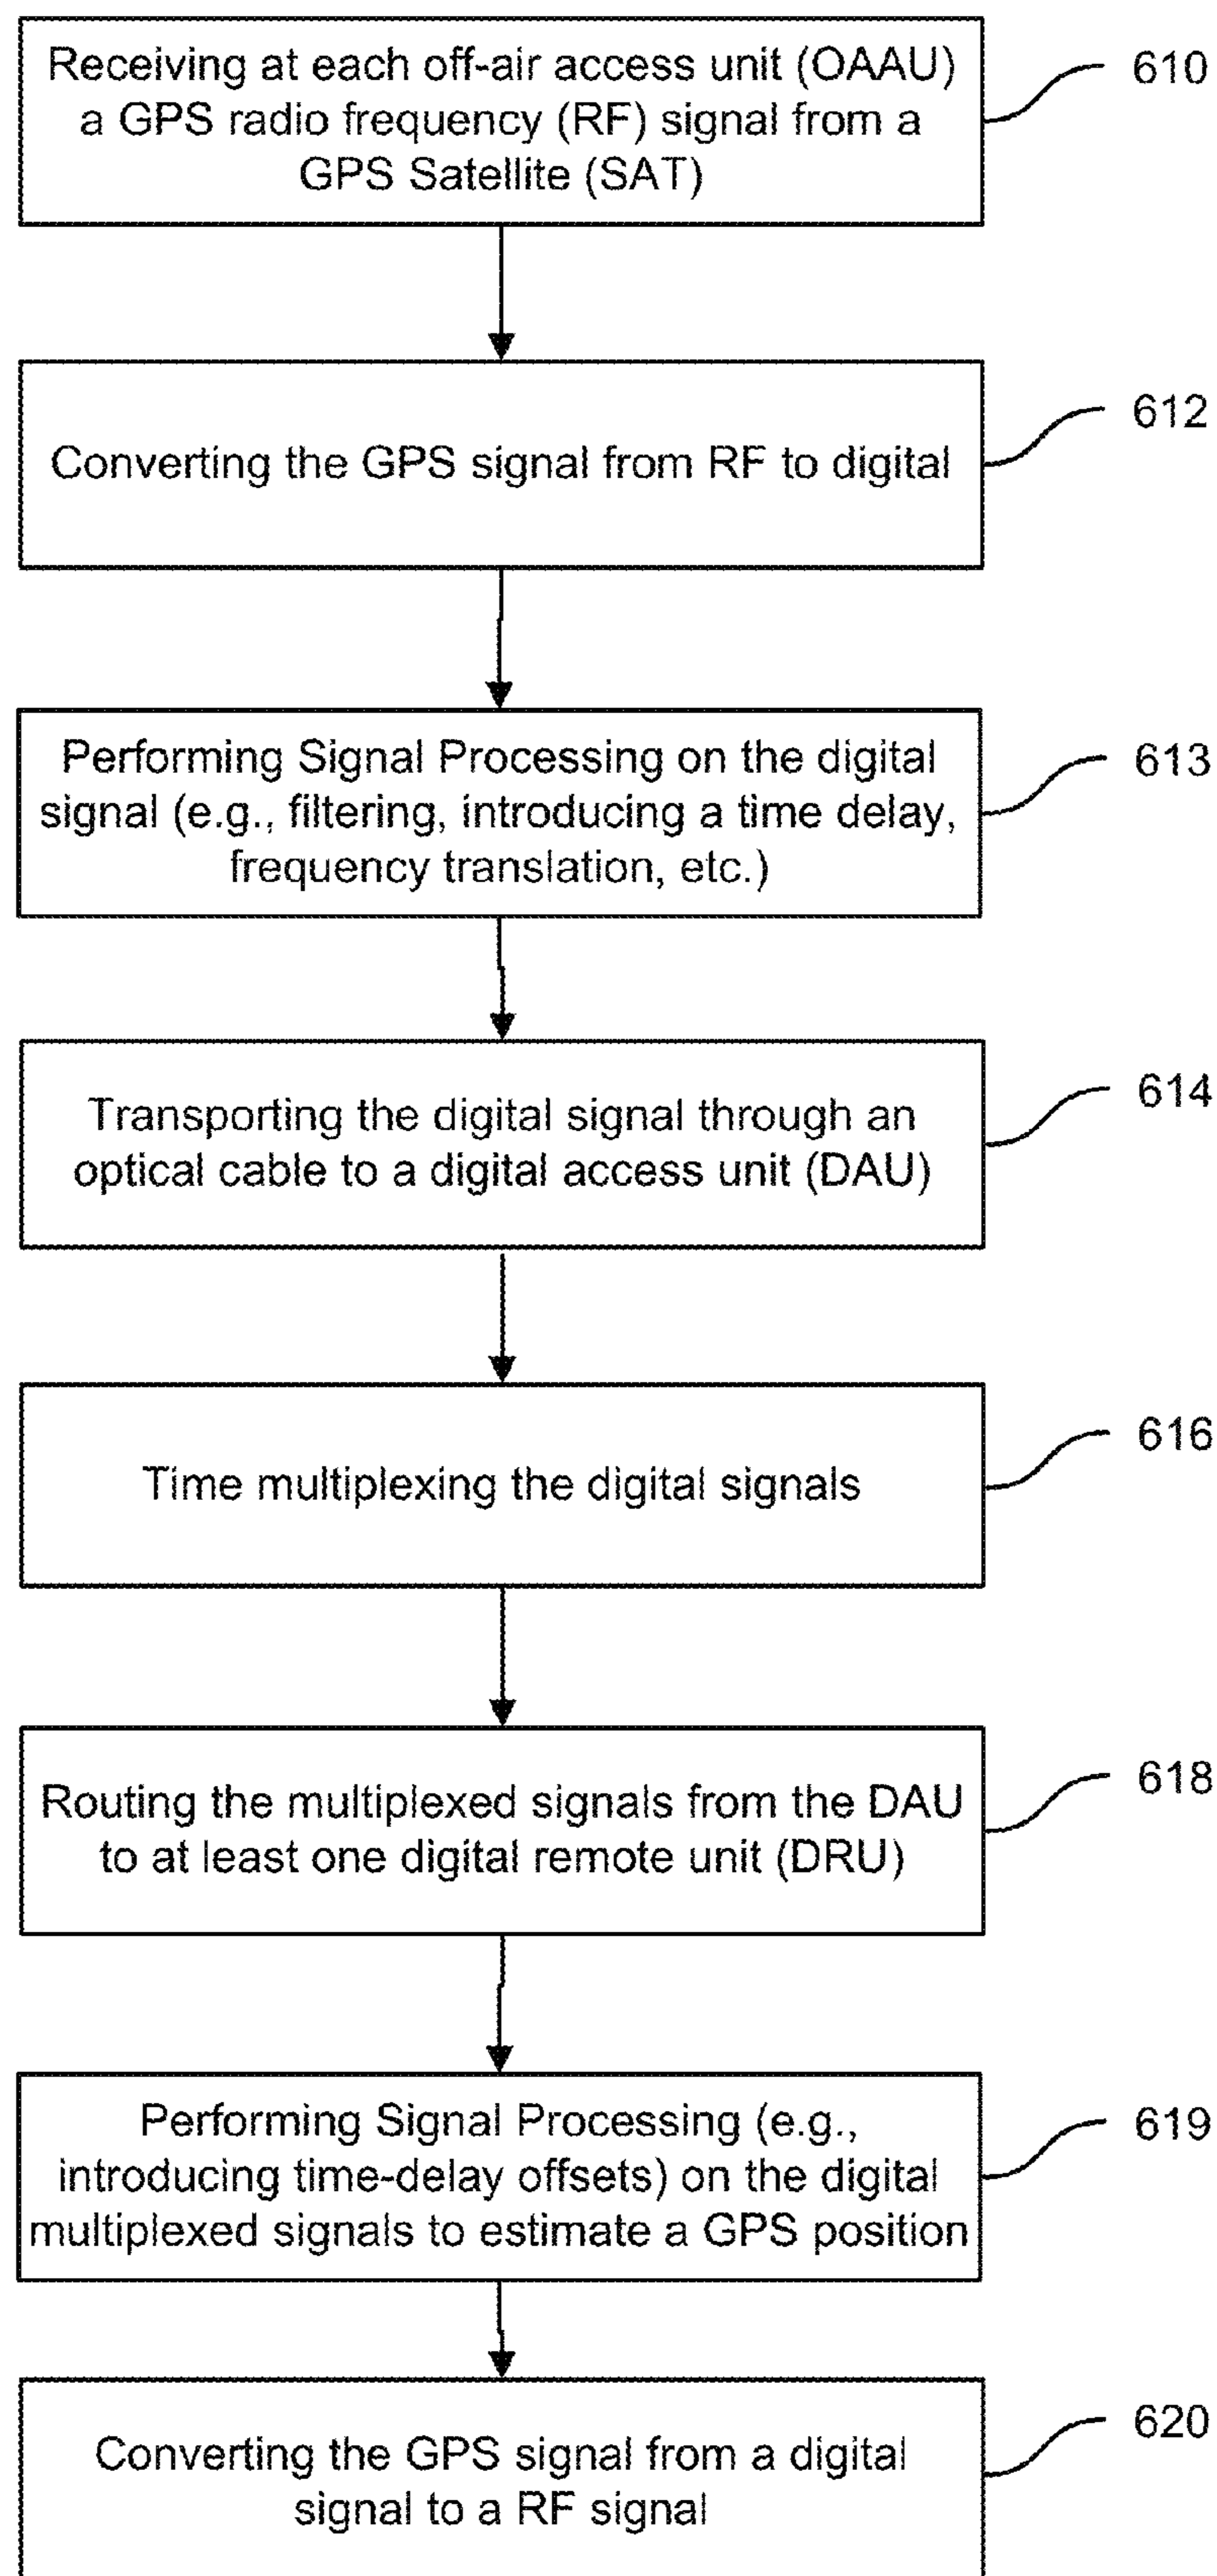 Receiving at each off-air access unit (OAAU)
a GPS radio frequency (RF) signal from a
GPS Satellite (SAT)
610
Converting the GPS signal from RF to digital
612
Performing Signal Processing on the digital
signal (e.g., filtering, introducing a time delay,
frequency translation, etc.)
613
Transporting the digital signal through an
optical cable to a digital access unit (DAU)
614
Time multiplexing the digital signals
616
Routing the multiplexed signals from the DAU
to at least one digital remote unit (DRU)
618
Performing Signal Processing (e.g.,
introducing time-delay offsets) on the digital
multiplexed signals to estimate a GPS position
619
Converting the GPS signal from a digital
signal to a RF signal
620